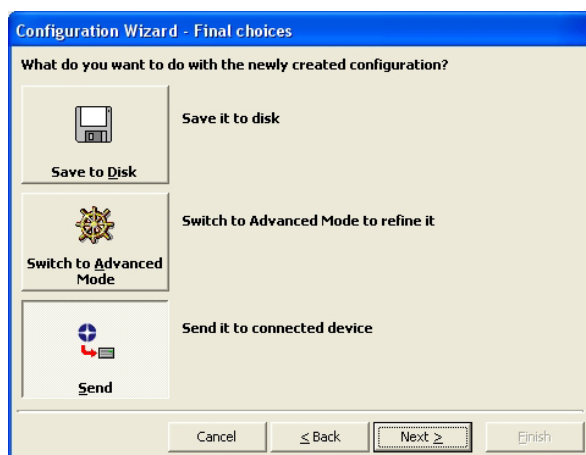 Configuration Wizard - Final choices
What do you want to do with the newly created configuration?
Save to Disk
Save it to disk
Switch to Advanced
Mode
Switch to Advanced Mode to refine it
Send
Send it to connected device
Cancel
< Back
Next >
Finish